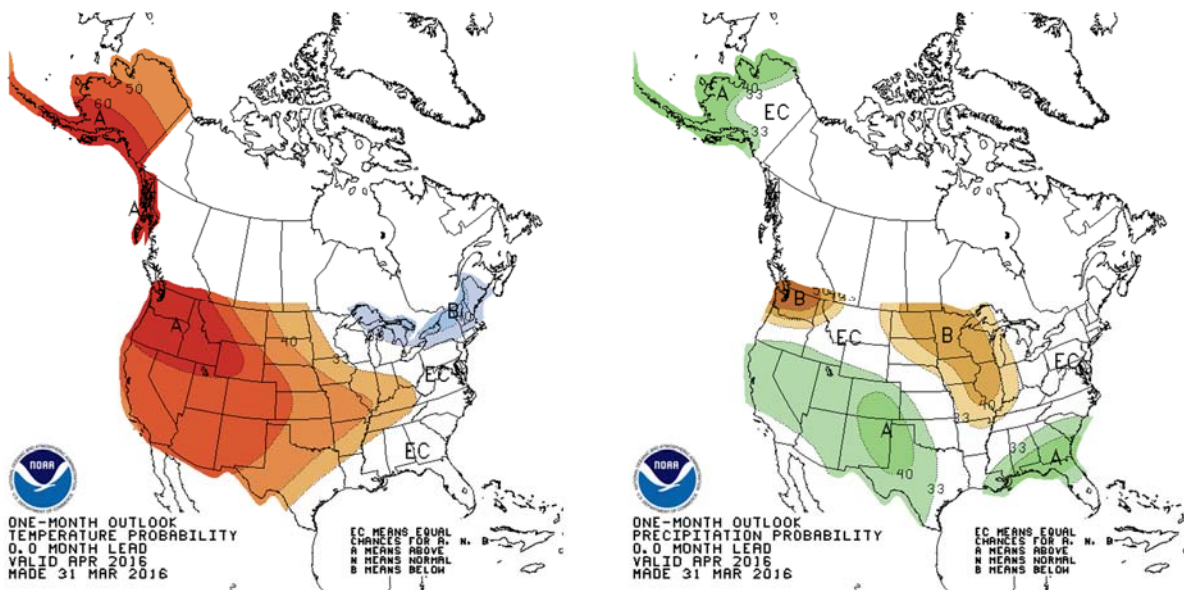 50
60
A
A
A
40
33
B
40
EC
EC
NOAA
ONE-MONTH OUTLOOK
TEMPERATURE PROBABILITY
0.0 MONTH LEAD
VALID APR 2016
MADE 31 MAR 2016
EC MEANS EQUAL
CHANCES FOR A, N, B
A MEANS ABOVE
N MEANS NORMAL
B MEANS BELOW
40
A
33
EC
33
B
EC
B
EC
40
33
A
40
33
33
A
NOAA
ONE-MONTH OUTLOOK
PRECIPITATION PROBABILITY
0.0 MONTH LEAD
VALID APR 2016
MADE 31 MAR 2016
EC MEANS EQUAL
CHANCES FOR A, N, B
A MEANS ABOVE
N MEANS NORMAL
B MEANS BELOW